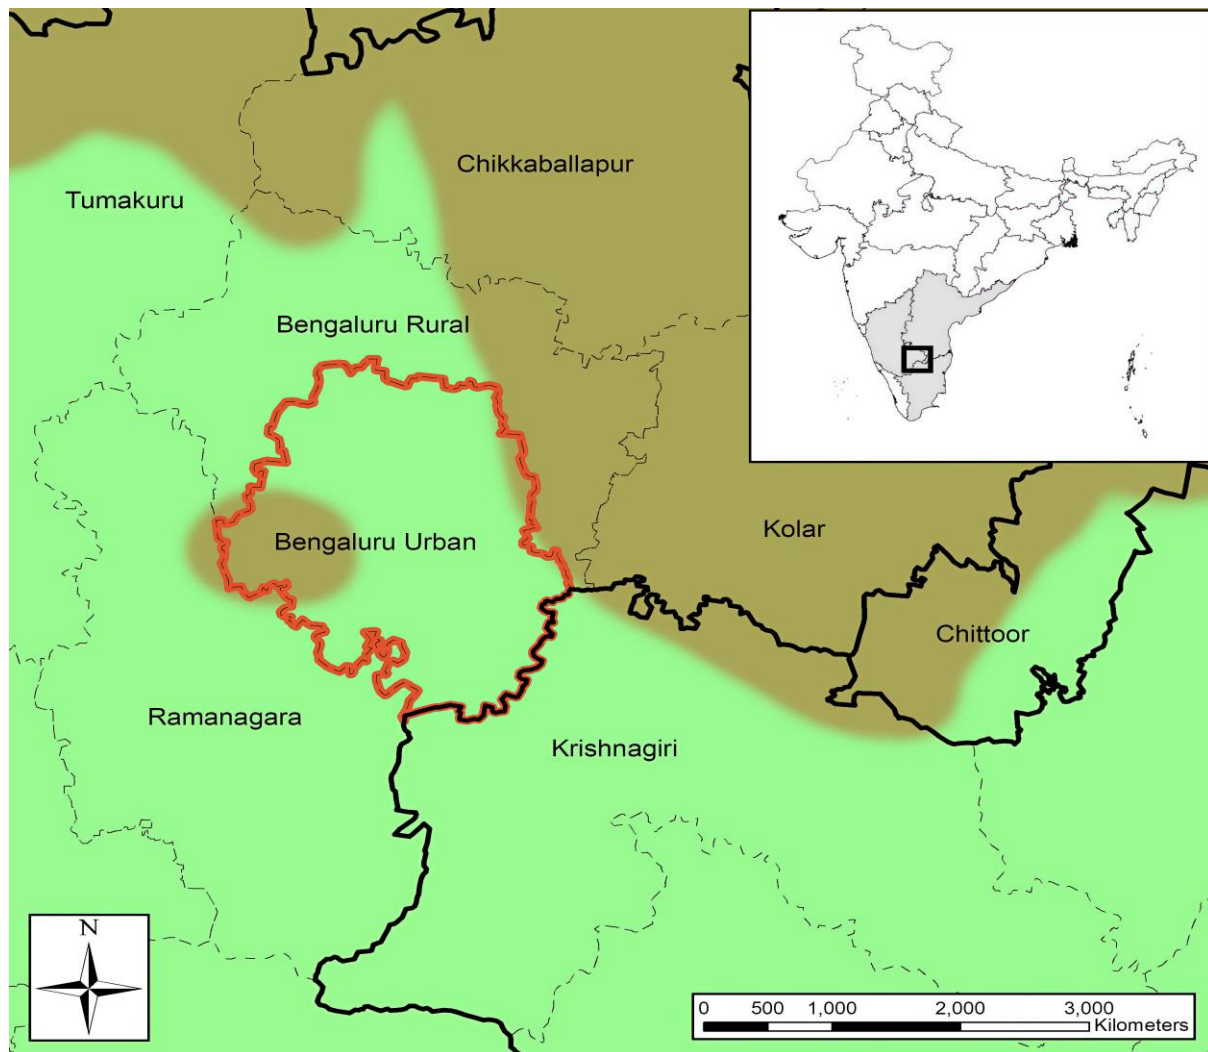 Chikkaballapur
Tumakuru
Bengaluru Rural
Kolar
Bengaluru Urban
Chittoor
Ramanagara
Krishnagiri
N
0 500 1,000 2,000 3,000
Kilometers